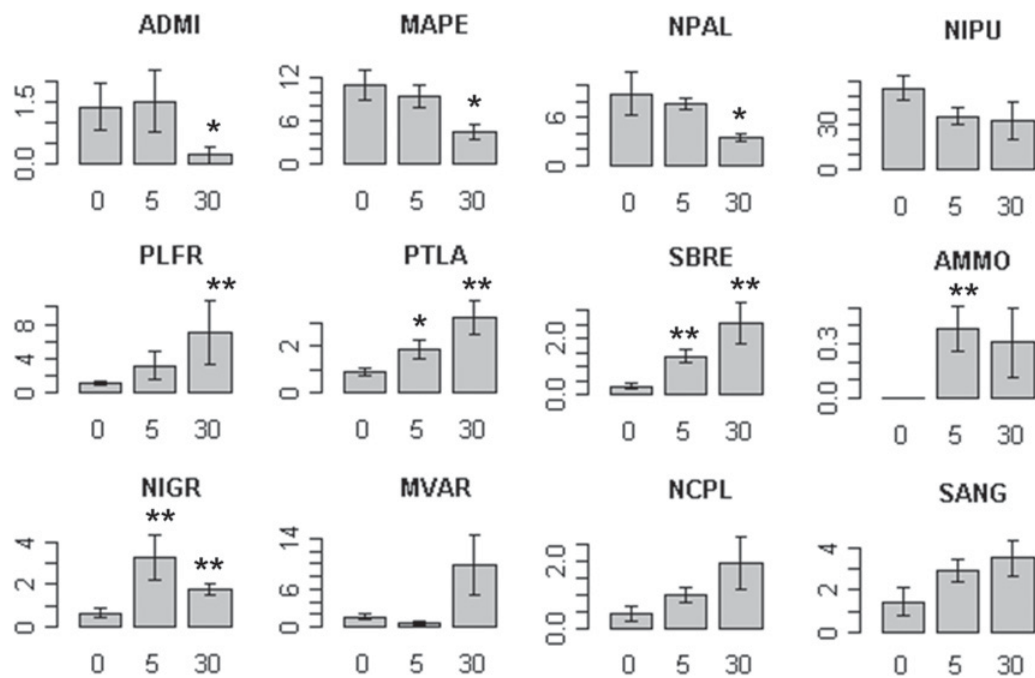 ADMI MAPE NPAL NIPU
0.0 1.5 * 0 6 12 * 0 6 * 0 30
0 5 30 0 5 30 0 5 30 0 5 30
PLFR PTLA SBRE AMMO
0 4 8 ** 0 2 * ** 0.0 2.0 ** ** 0.0 0.3 **
0 5 30 0 5 30 0 5 30 0 5 30
NIGR MVAR NCPL SANG
0 2 4 ** ** 0 6 14 0.0 2.0 0 2 4
0 5 30 0 5 30 0 5 30 0 5 30